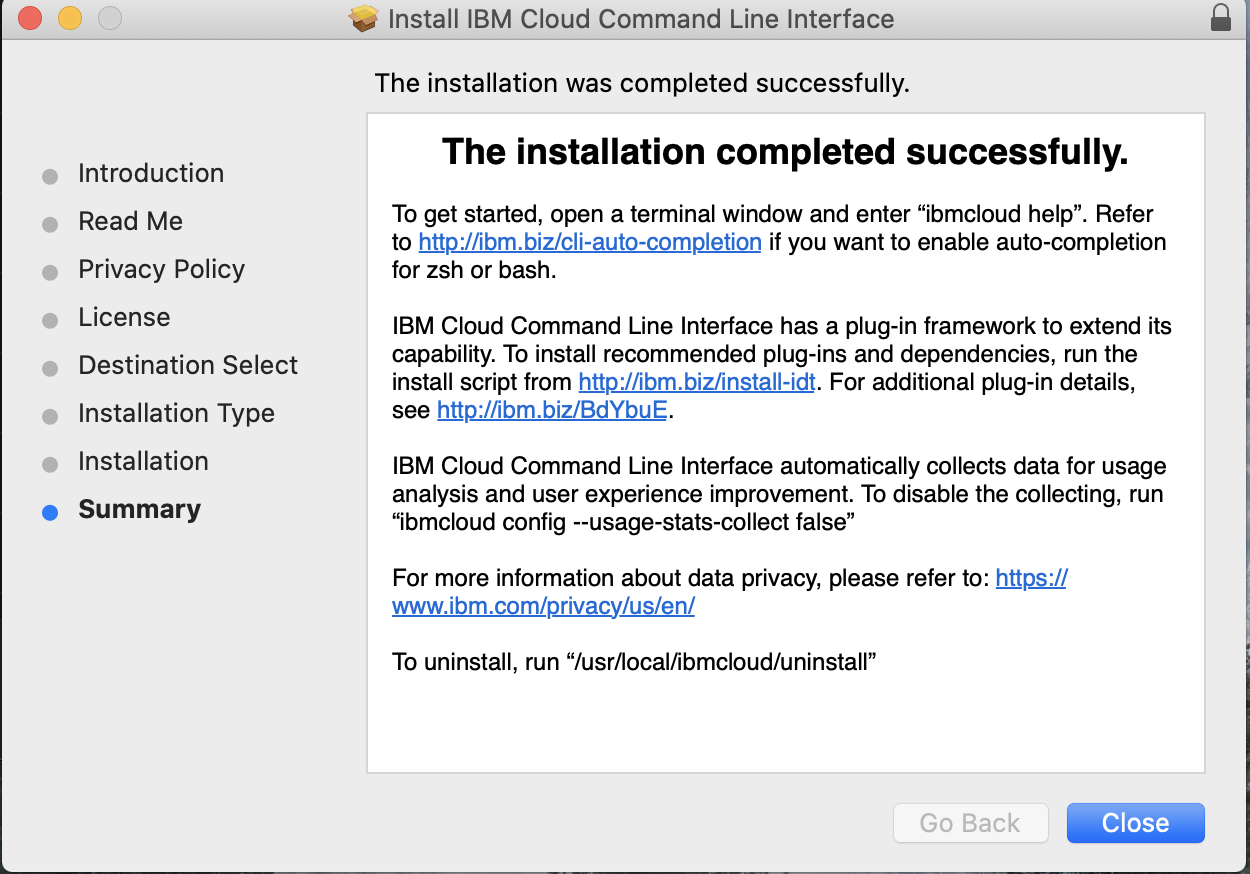 Install IBM Cloud Command Line Interface
The installation was completed successfully.
Introduction
Read Me
Privacy Policy
License
Destination Select
Installation Type
Installation
Summary
The installation completed successfully.
To get started, open a terminal window and enter “ibmcloud help”. Refer
to http://ibm.biz/cli-auto-completion if you want to enable auto-completion
for zsh or bash.
IBM Cloud Command Line Interface has a plug-in framework to extend its
capability. To install recommended plug-ins and dependencies, run the
install script from http://ibm.biz/install-idt. For additional plug-in details,
see http://ibm.biz/BdYbuE.
IBM Cloud Command Line Interface automatically collects data for usage
analysis and user experience improvement. To disable the collecting, run
“ibmcloud config --usage-stats-collect false”
For more information about data privacy, please refer to: https://
www.ibm.com/privacy/us/en/
To uninstall, run “/usr/local/ibmcloud/uninstall”
Go Back
Close